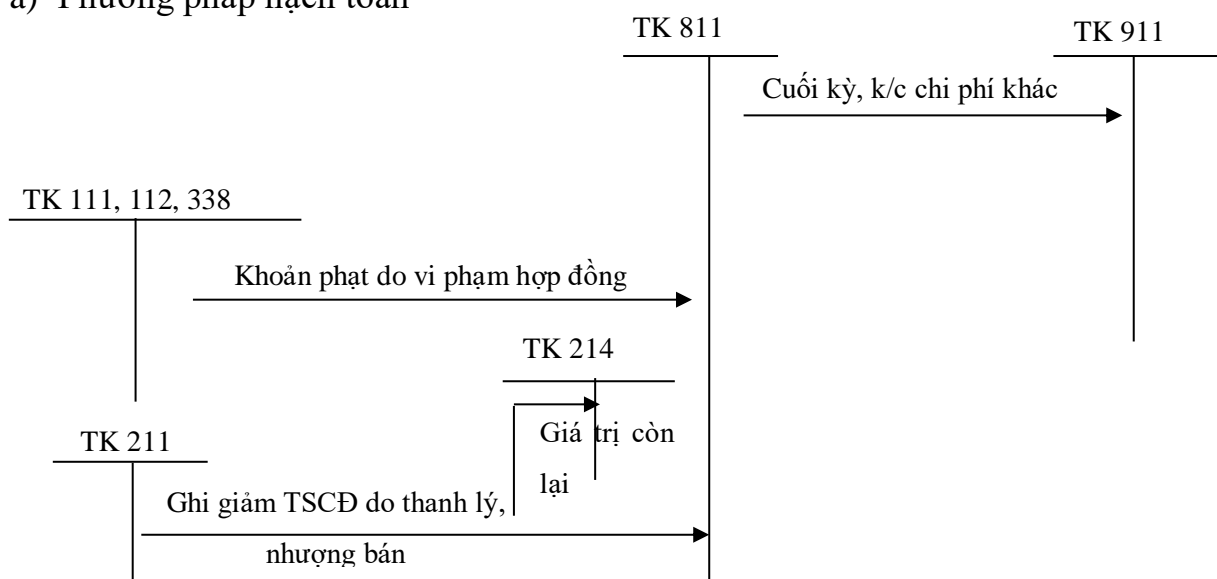 a) Phương pháp hạch toán
TK 811
TK 911
Cuối kỳ, k/c chi phí khác
TK 111, 112, 338
Khoản phạt do vi phạm hợp đồng
TK 214
TK 211
Giá trị còn
lại
Ghi giảm TSCĐ do thanh lý,
nhượng bán